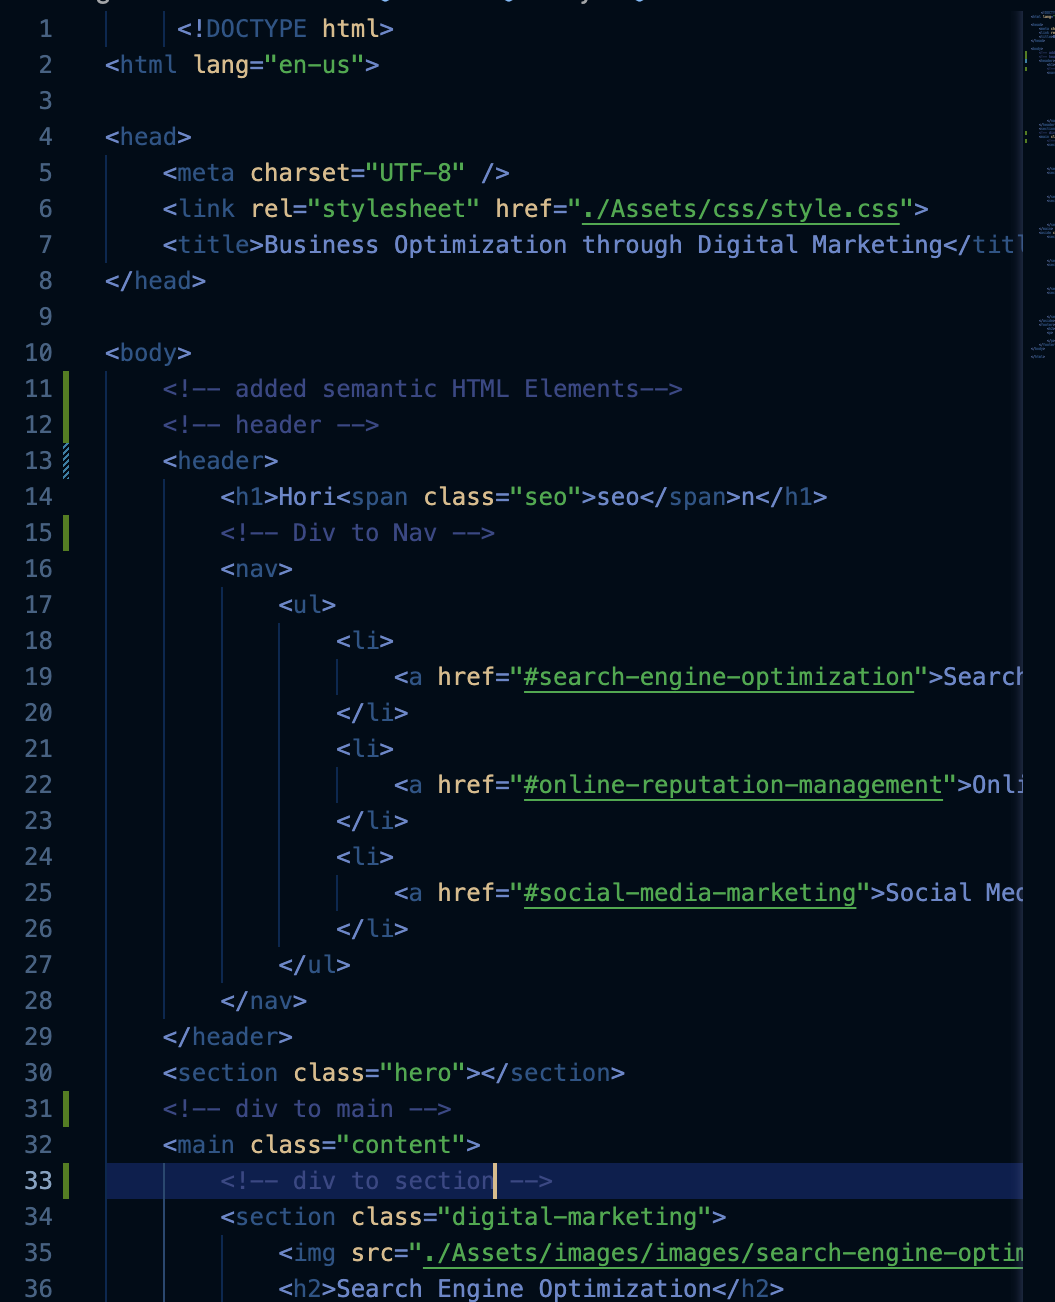 1 <!DOCTYPE html>
2 <html lang="en-us">
3
4 <head>
5 <meta charset="UTF-8" />
6 <link rel="stylesheet" href="./Assets/css/style.css">
7 <title>Business Optimization through Digital Marketing</titl
8 </head>
9
10 <body>
11 <!-- added semantic HTML Elements-->
12 <!-- header -->
13 <header>
14 <h1>Hori<span class="seo">seo</span>n</h1>
15 <!-- Div to Nav -->
16 <nav>
17 <ul>
18 <li>
19 <a href="#search-engine-optimization">Search
20 </li>
21 <li>
22 <a href="#online-reputation-management">Onli
23 </li>
24 <li>
25 <a href="#social-media-marketing">Social Med
26 </li>
27 </ul>
28 </nav>
29 </header>
30 <section class="hero"></section>
31 <!-- div to main -->
32 <main class="content">
33 <!-- div to section -->
34 <section class="digital-marketing">
35 <img src="./Assets/images/images/search-engine-optim
36 <h2>Search Engine Optimization</h2>